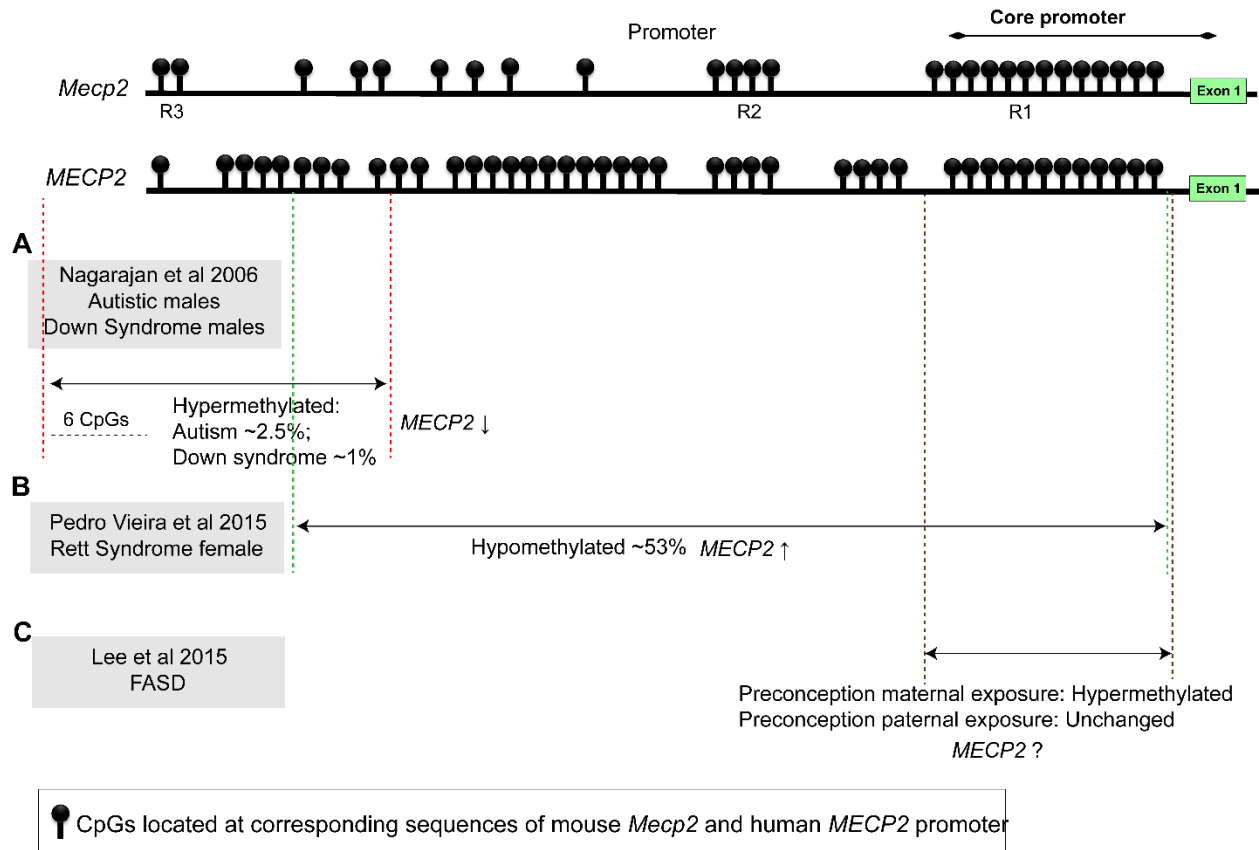 Core promoter
Promoter
Mecp2
Exon 1
R3
R2
R1
MECP2
Exon 1
A
Nagarajan et al 2006
Autistic males
Down Syndrome males
6 CpGs
Hypermethylated:
Autism ~2.5%;
Down syndrome ~1%
MECP2 ↓
B
Pedro Vieira et al 2015
Rett Syndrome female
Hypomethylated ~53% MECP2 ↑
C
Lee et al 2015
FASD
Preconception maternal exposure: Hypermethylated
Preconception paternal exposure: Unchanged
MECP2 ?
CpGs located at corresponding sequences of mouse Mecp2 and human MECP2 promoter